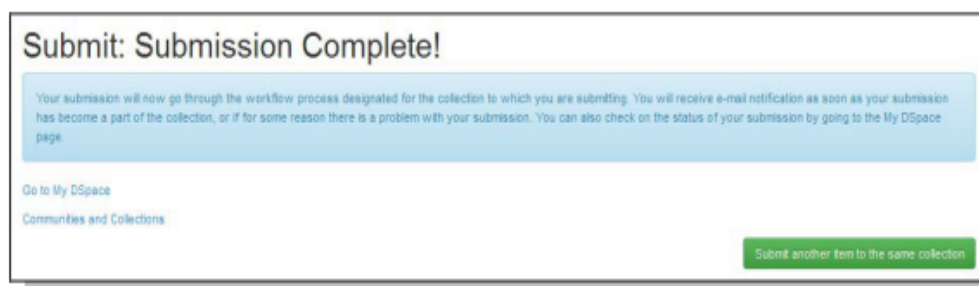 Submit: Submission Complete!
Your submission will now go through the workflow process designated for the collection to which you are submitting. You will receive e-mail notification as soon as your submission
has become a part of the collection, or if for some reason there is a problem with your submission. You can also check on the status of your submission by going to the My DSpace
page.
Go to My DSpace
Communities and Collections
Submit another item to the same collection